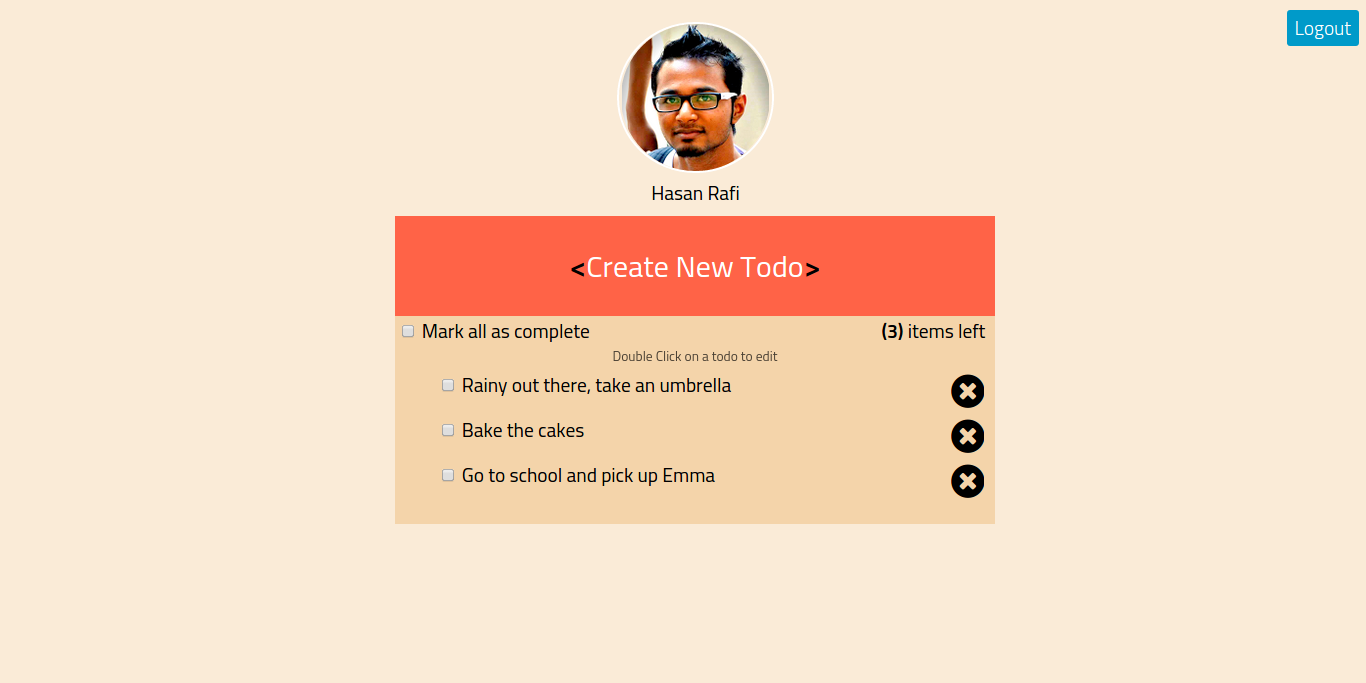 Logout
Hasan Rafi
<Create New Todo>
Mark all as complete (3) items left
Double Click on a todo to edit
Rainy out there, take an umbrella
Bake the cakes
Go to school and pick up Emma